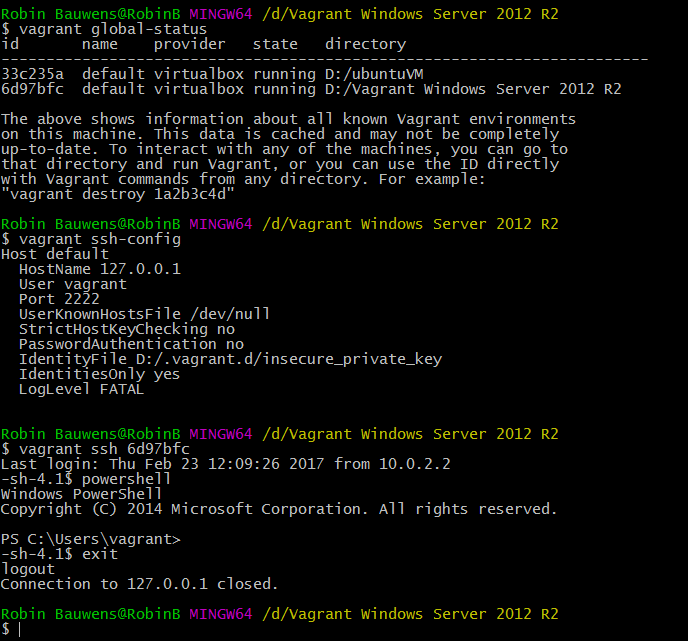 Robin Bauwens@RobinB MINGW64 /d/Vagrant Windows Server 2012 R2
$ vagrant global-status
id       name    provider   state   directory
------------------------------------------------------------------------
33c235a  default virtualbox running D:/ubuntuVM
6d97bfc  default virtualbox running D:/Vagrant Windows Server 2012 R2
The above shows information about all known Vagrant environments
on this machine. This data is cached and may not be completely
up-to-date. To interact with any of the machines, you can go to
that directory and run Vagrant, or you can use the ID directly
with Vagrant commands from any directory. For example:
"vagrant destroy 1a2b3c4d"
Robin Bauwens@RobinB MINGW64 /d/Vagrant Windows Server 2012 R2
$ vagrant ssh-config
Host default
  HostName 127.0.0.1
  User vagrant
  Port 2222
  UserKnownHostsFile /dev/null
  StrictHostKeyChecking no
  PasswordAuthentication no
  IdentityFile D:/.vagrant.d/insecure_private_key
  IdentitiesOnly yes
  LogLevel FATAL
Robin Bauwens@RobinB MINGW64 /d/Vagrant Windows Server 2012 R2
$ vagrant ssh 6d97bfc
Last login: Thu Feb 23 12:09:26 2017 from 10.0.2.2
-sh-4.1$ powershell
Windows PowerShell
Copyright (C) 2014 Microsoft Corporation. All rights reserved.
PS C:\Users\vagrant>
-sh-4.1$ exit
logout
Connection to 127.0.0.1 closed.
Robin Bauwens@RobinB MINGW64 /d/Vagrant Windows Server 2012 R2
$